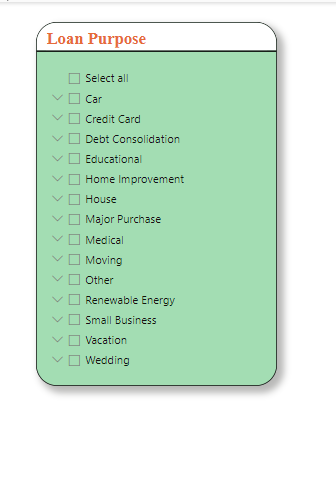 Loan Purpose
Select all
Car
Credit Card
Debt Consolidation
Educational
Home Improvement
House
Major Purchase
Medical
Moving
Other
Renewable Energy
Small Business
Vacation
Wedding